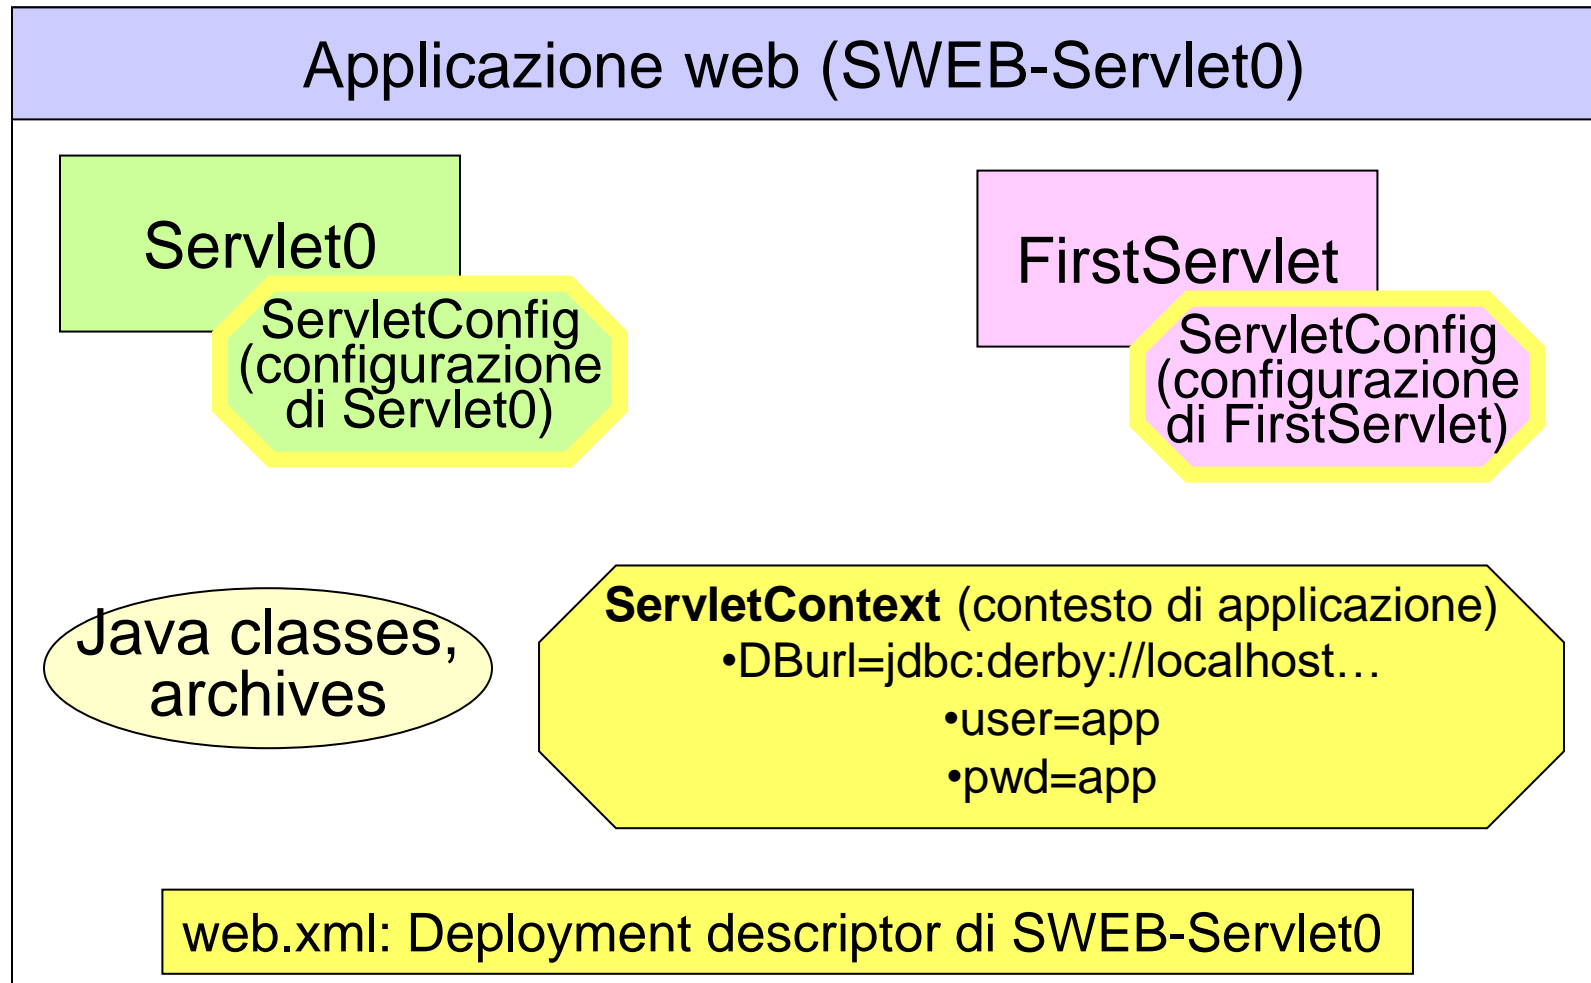 Applicazione web (SWEB-Servlet0)
Servlet0
ServletConfig
(configurazione
di Servlet0)
FirstServlet
ServletConfig
(configurazione
di FirstServlet)
Java classes,
archives
ServletContext (contesto di applicazione)
•DBurl=jdbc:derby://localhost…
•user=app
•pwd=app
web.xml: Deployment descriptor di SWEB-Servlet0